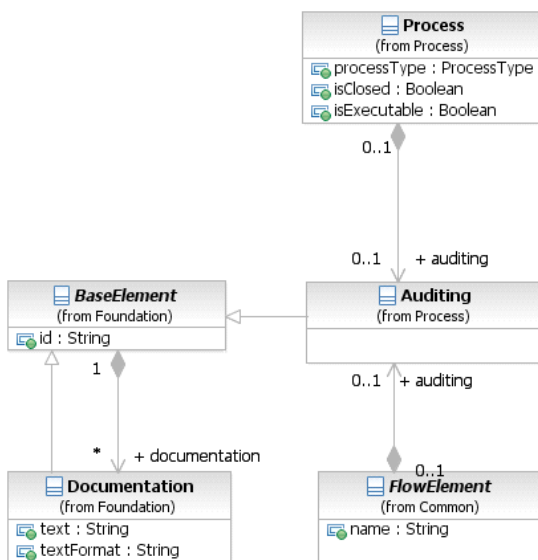 Process
(from Process)
processType : ProcessType
isClosed : Boolean
isExecutable : Boolean
0..1
0..1 + auditing
BaseElement
(from Foundation)
id : String
Auditing
(from Process)
1
0..1 + auditing
* + documentation
0..1
Documentation
(from Foundation)
text : String
textFormat : String
FlowElement
(from Common)
name : String